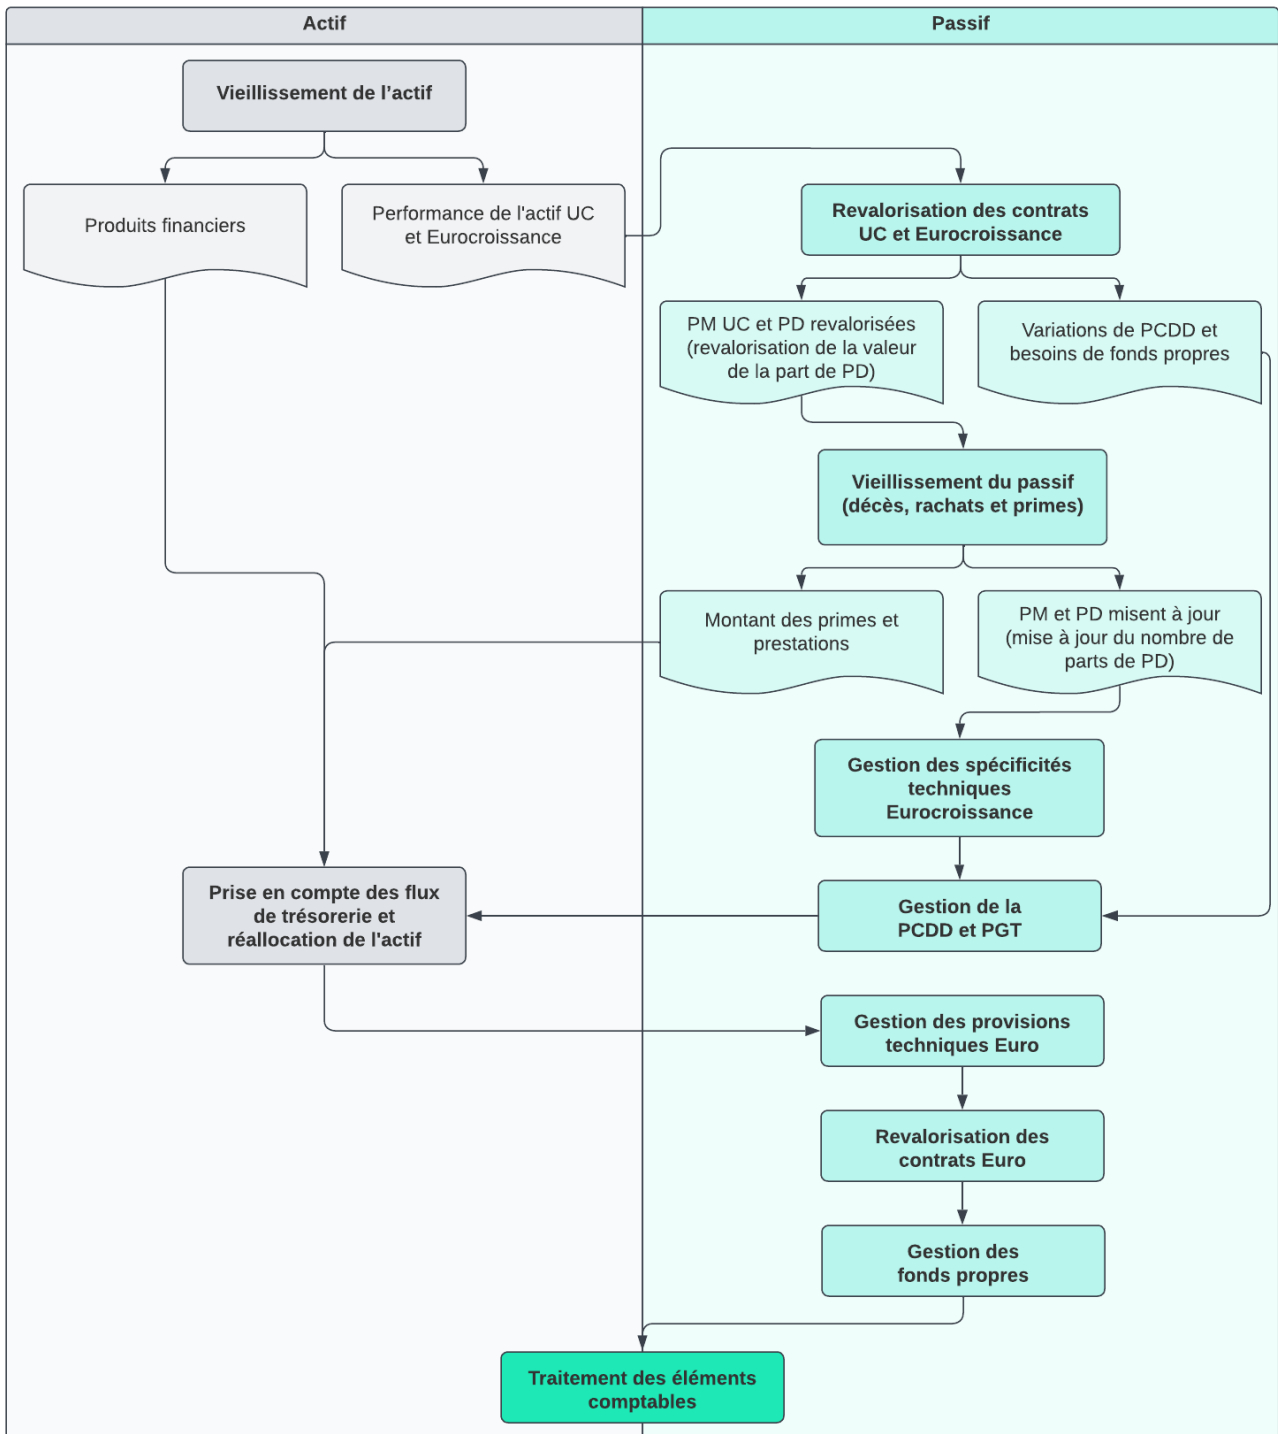 Actif
Passif
Vieillissement de l'actif
Produits financiers
Performance de l'actif UC
et Eurocroissance
Revalorisation des contrats
UC et Eurocroissance
PM UC et PD revalorisées
(revalorisation de la valeur
de la part de PD)
Variations de PCDD et
besoins de fonds propres
Vieillissement du passif
(décès, rachats et primes)
Montant des primes et
prestations
PM et PD misent à jour
(mise à jour du nombre de
parts de PD)
Gestion des spécificités
techniques
Eurocroissance
Prise en compte des flux
de trésorerie et
réallocation de l'actif
Gestion de la
PCDD et PGT
Gestion des provisions
techniques Euro
Revalorisation des
contrats Euro
Gestion des
fonds propres
Traitement des éléments
comptables